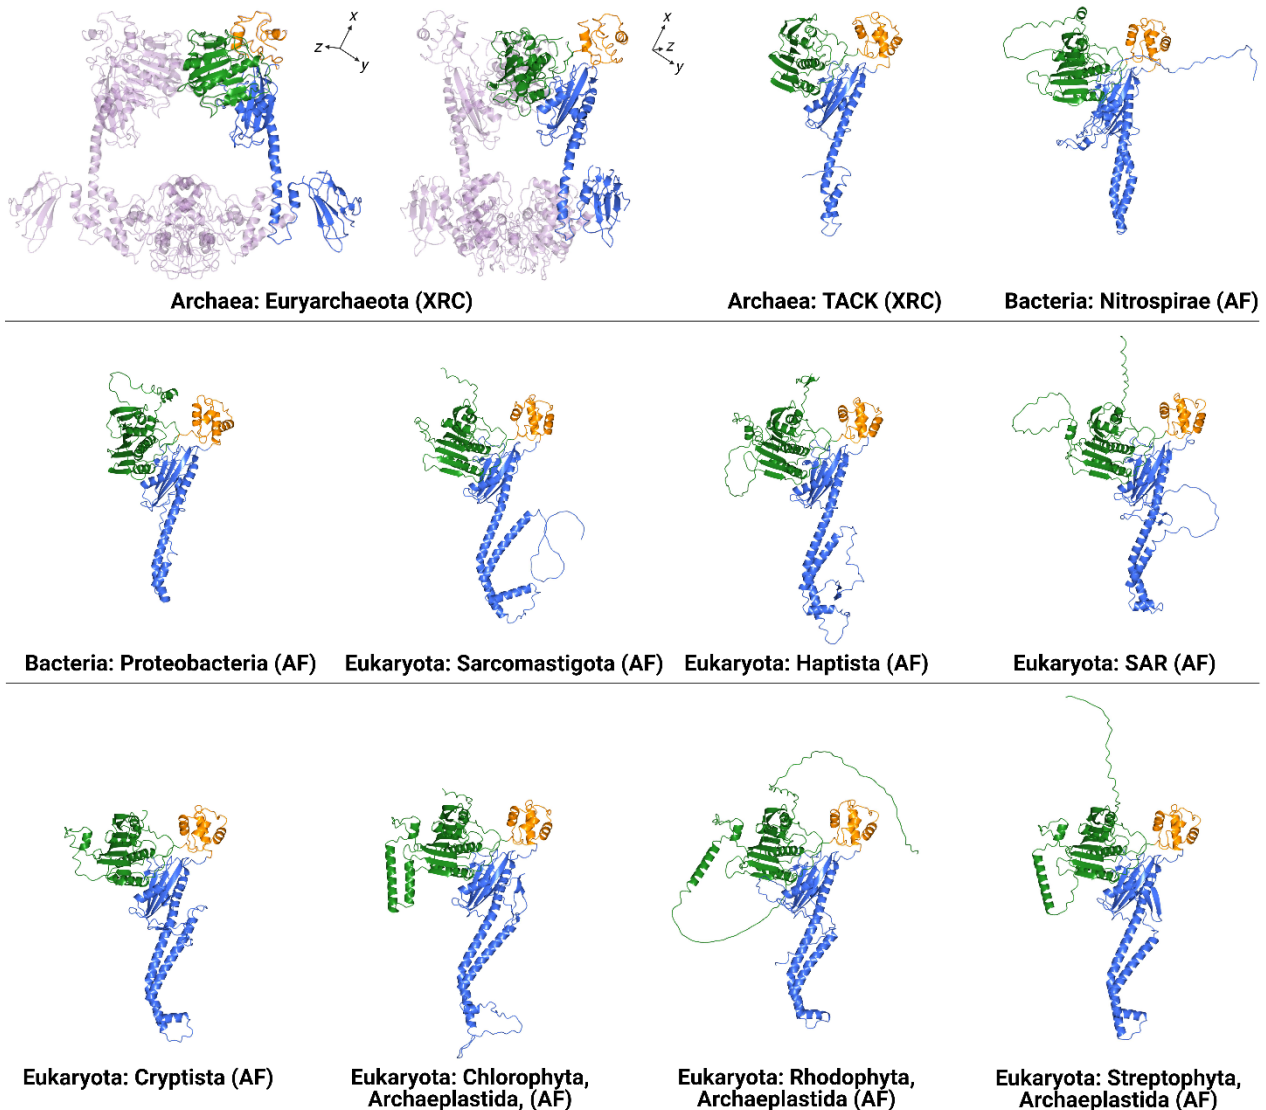 x
z
y
x
z
y
Archaea: Euryarchaeota (XRC)
Archaea: TACK (XRC)
Bacteria: Nitrospirae (AF)
Bacteria: Proteobacteria (AF)
Eukaryota: Sarcomastigota (AF)
Eukaryota: Haptista (AF)
Eukaryota: SAR (AF)
Eukaryota: Cryptista (AF)
Eukaryota: Chlorophyta,
Archaeplastida, (AF)
Eukaryota: Rhodophyta,
Archaeplastida (AF)
Eukaryota: Streptophyta,
Archaeplastida (AF)